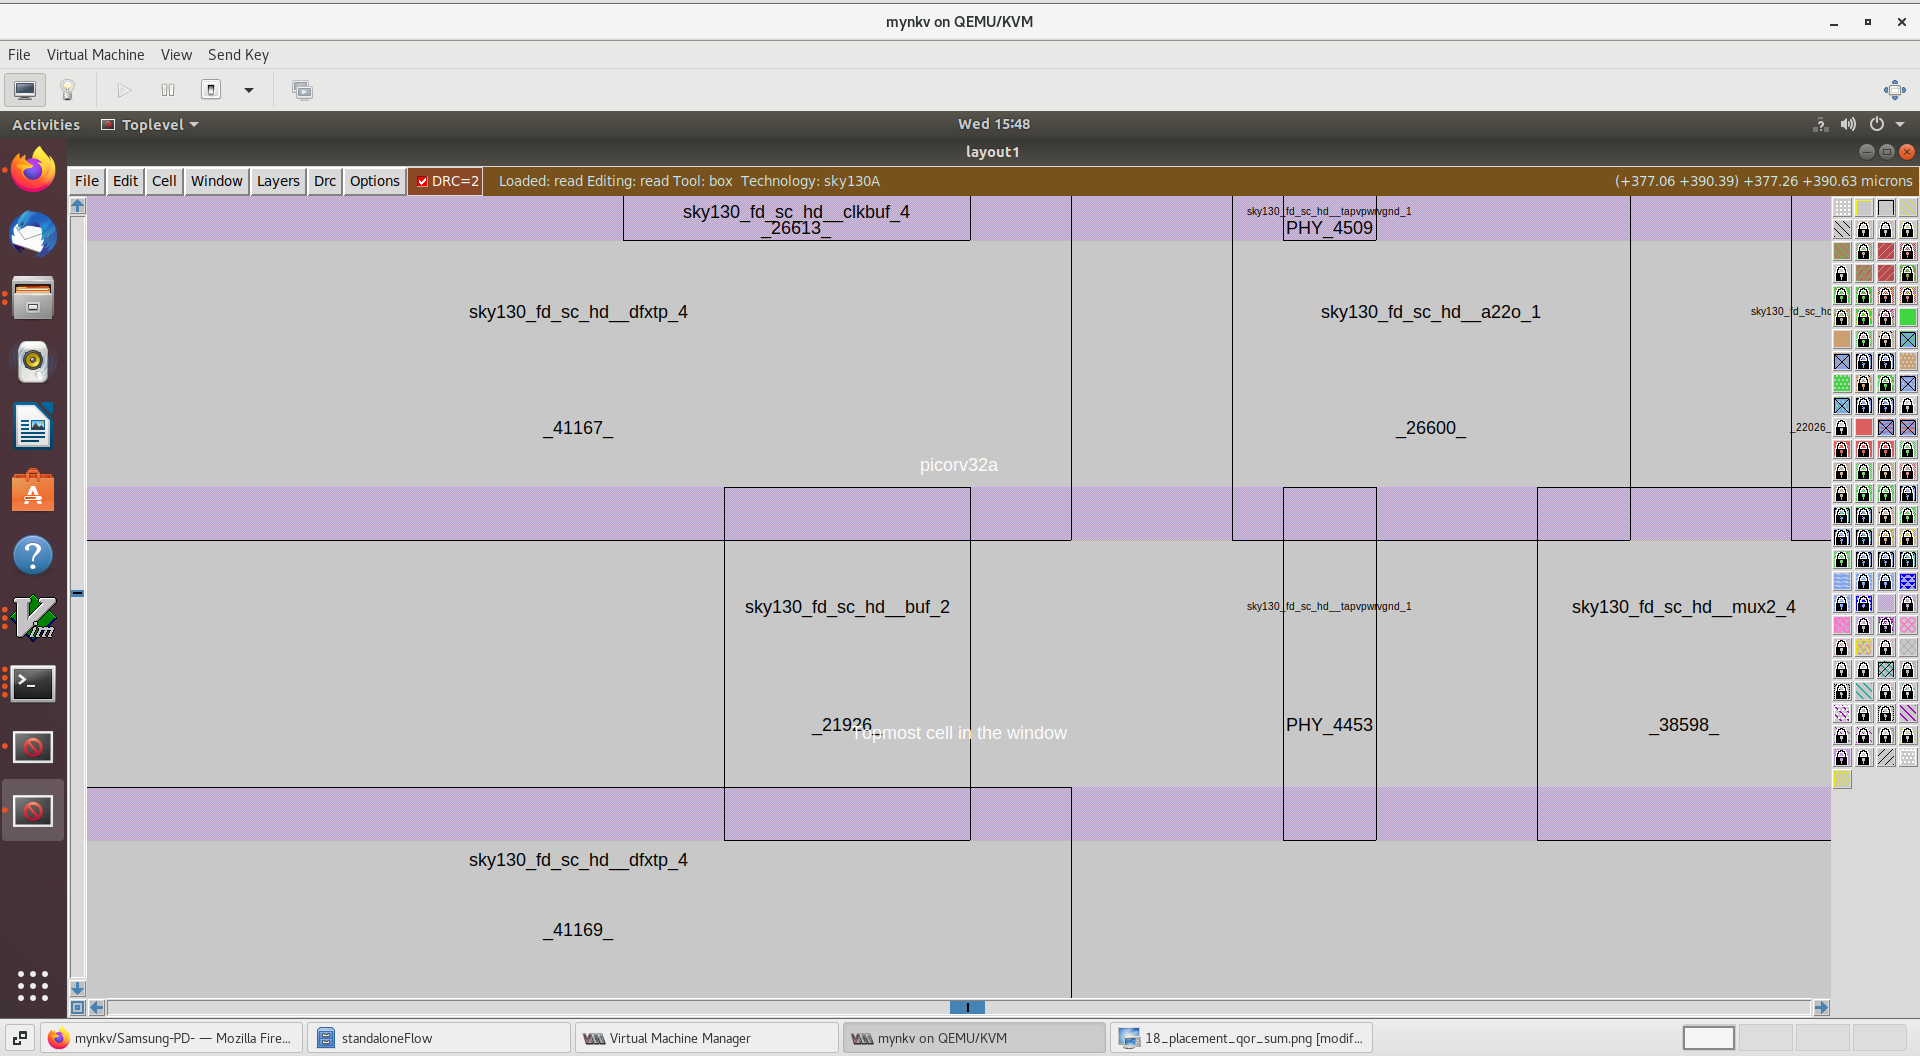 mynkv on QEMU/KVM
File Virtual Machine View Send Key
Activities Toplevel Wed 15:48
layout1
File Edit Cell Window Layers Drc Options DRC=2 Loaded: read Editing: read Tool: box Technology: sky130A (+377.06 +390.39) +377.26 +390.63 microns
sky130_fd_sc_hd__clkbuf_4 sky130_fd_sc_hd__tapvpwrvgnd_1
_26613_ PHY_4509
sky130_fd_sc_hd__dfxtp_4 sky130_fd_sc_hd__a22o_1 sky130_fd_sc_hd
_41167_ _26600_ _22026_
picorv32a
sky130_fd_sc_hd__buf_2 sky130_fd_sc_hd__tapvpwrvgnd_1 sky130_fd_sc_hd__mux2_4
_21926_ PHY_4453 _38598_
Topmost cell in the window
sky130_fd_sc_hd__dfxtp_4
_41169_
mynkv/Samsung-PD- — Mozilla Fire... standaloneFlow Virtual Machine Manager mynkv on QEMU/KVM 18_placement_qor_sum.png [modif...